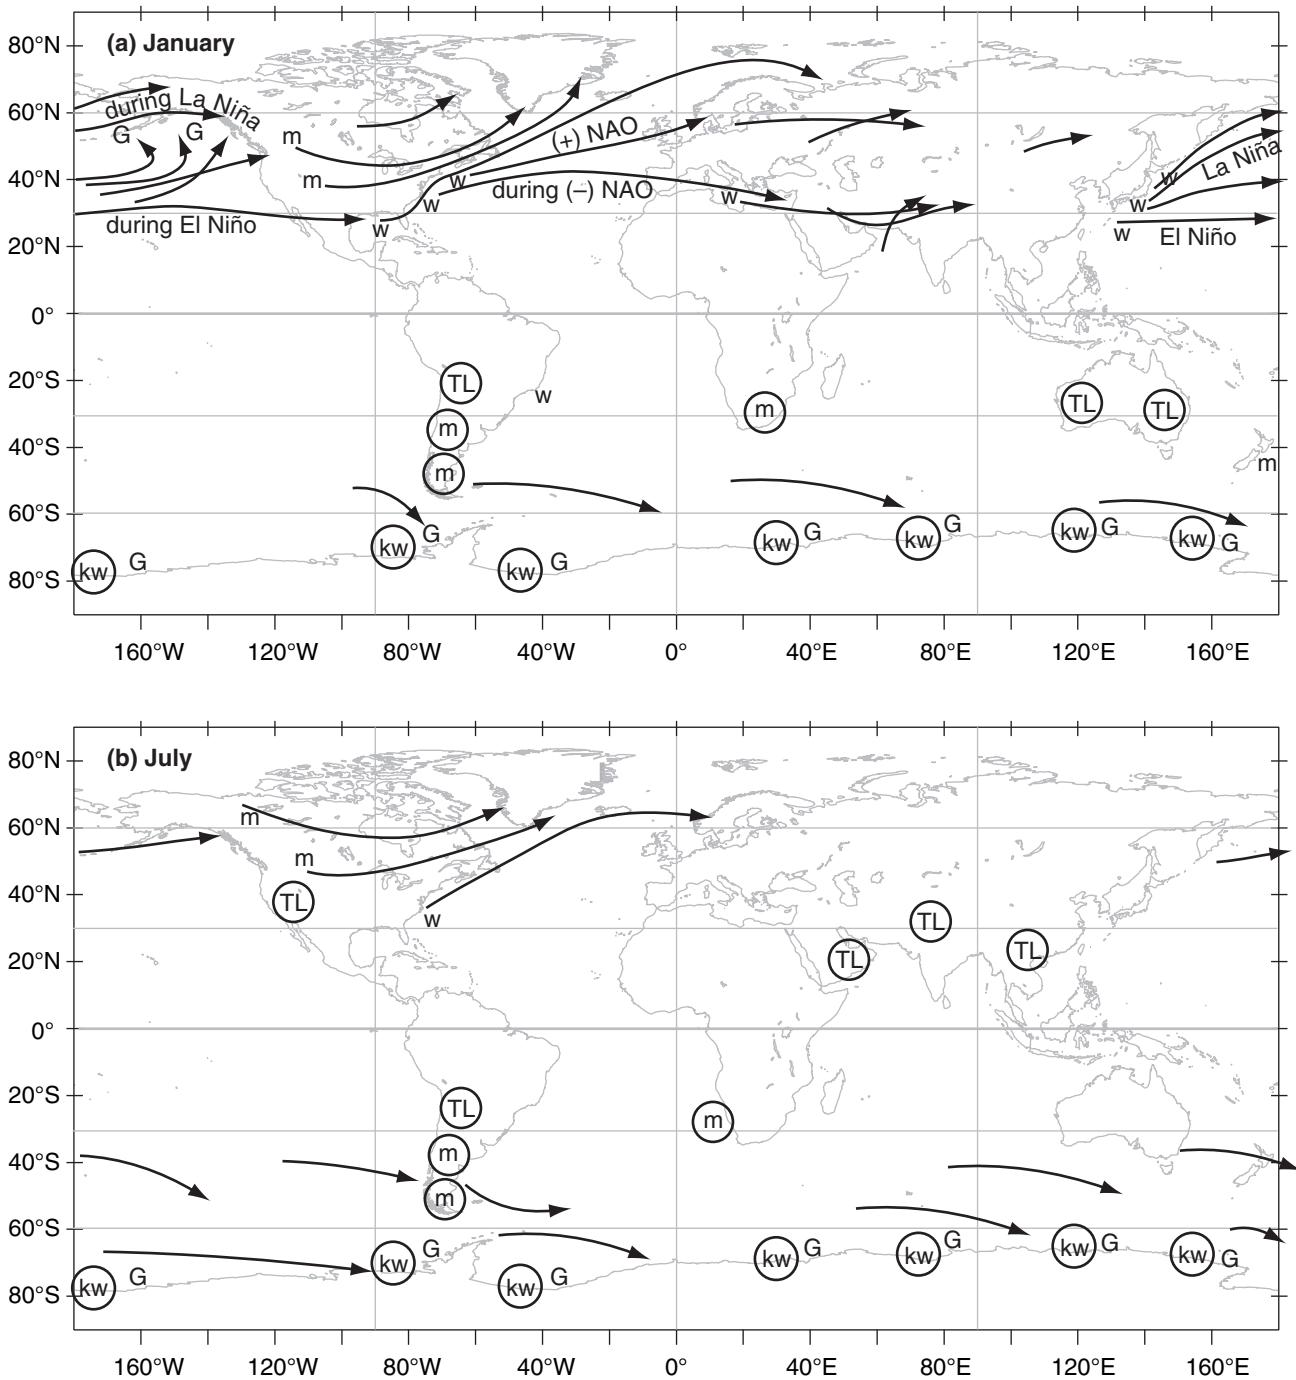 (a) January
80°N
60°N
40°N
20°N
0°
20°S
40°S
60°S
80°S
during La Niña
G
G
m
m
(+) NAO
during (–) NAO
during El Niño
w
w
w
w
w
w
w
La Niña
El Niño
TL
m
m
w
m
TL
TL
m
kw
G
kw
G
kw
G
kw
G
kw
G
kw
G
kw
G
160°W
120°W
80°W
40°W
0°
40°E
80°E
120°E
160°E
(b) July
80°N
60°N
40°N
20°N
0°
20°S
40°S
60°S
80°S
m
m
TL
w
TL
TL
TL
TL
m
m
m
kw
G
kw
G
kw
G
kw
G
kw
G
kw
G
kw
G
160°W
120°W
80°W
40°W
0°
40°E
80°E
120°E
160°E